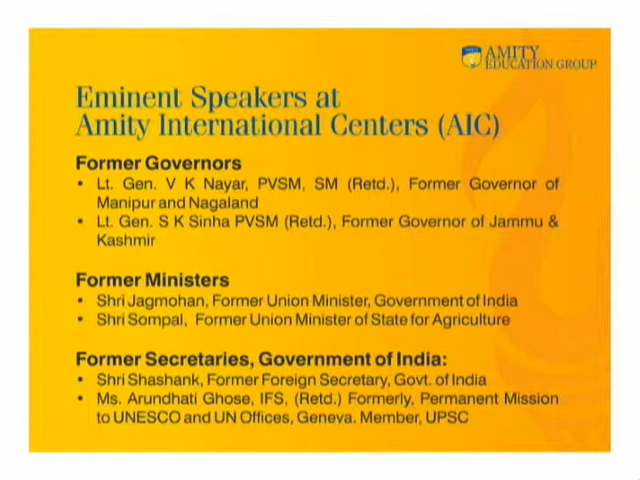 AMITY
EDUCATION GROUP
Eminent Speakers at
Amity International Centers (AIC)
Former Governors
• Lt. Gen. V K Nayar, PVSM, SM (Retd.), Former Governor of
Manipur and Nagaland
• Lt. Gen. S K Sinha PVSM (Retd.), Former Governor of Jammu &
Kashmir
Former Ministers
• Shri Jagmohan, Former Union Minister, Government of India
• Shri Sompal, Former Union Minister of State for Agriculture
Former Secretaries, Government of India:
• Shri Shashank, Former Foreign Secretary, Govt. of India
• Ms. Arundhati Ghose, IFS, (Retd.) Formerly, Permanent Mission
to UNESCO and UN Offices, Geneva. Member, UPSC